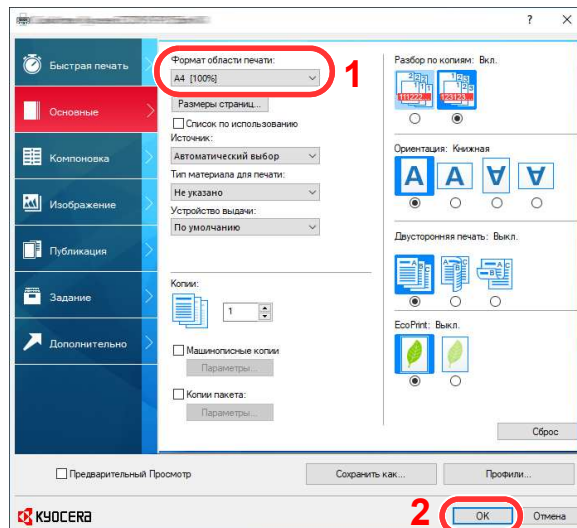 ? ×
Быстрая печать
Основные
Компоновка
Изображение
Публикация
Задание
Дополнительно
Формат области печати:
A4 [100%]
1
Размеры страниц...
Список по использованию
Источник:
Автоматический выбор
Тип материала для печати:
Не указано
Устройство выдачи:
По умолчанию
Копии:
1
Машинописные копии
Параметры...
Копии пакета:
Параметры...
Разбор по копиям: Вкл.
111222... 123123...
Ориентация: Книжная
A A A A
Двусторонняя печать: Выкл.
EcoPrint: Выкл.
Сброс
Предварительный Просмотр
Сохранить как...
Профили...
KYOCERA
2
OK
Отмена